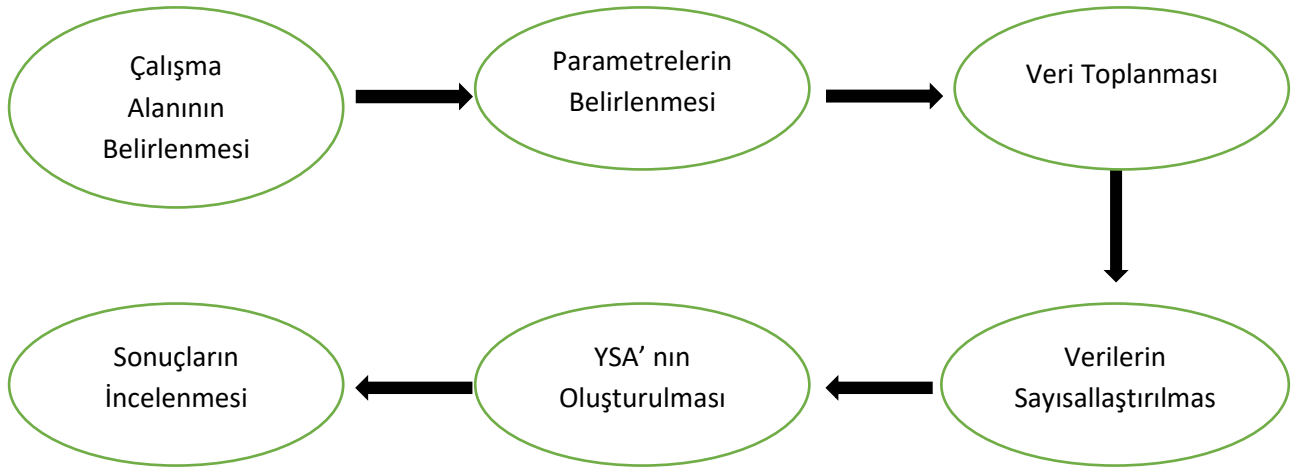 Çalışma
Alanının
Belirlenmesi
Parametrelerin
Belirlenmesi
Veri Toplanması
Verilerin
Sayısallaştırılmas
YSA’ nın
Oluşturulması
Sonuçların
İncelenmesi